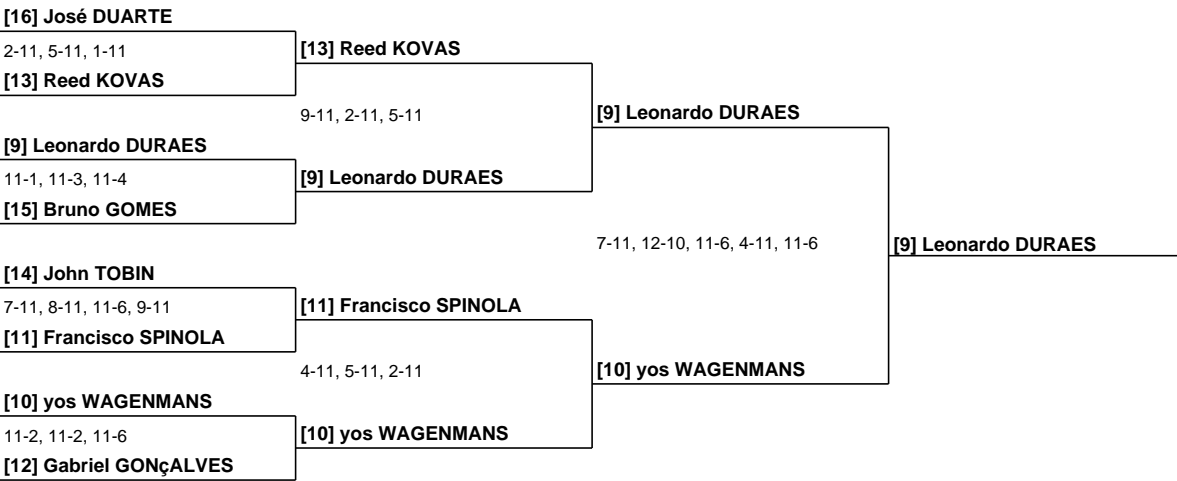 [16] José DUARTE
2-11, 5-11, 1-11
[13] Reed KOVAS
[13] Reed KOVAS
9-11, 2-11, 5-11
[9] Leonardo DURAES
[9] Leonardo DURAES
11-1, 11-3, 11-4
[9] Leonardo DURAES
[15] Bruno GOMES
7-11, 12-10, 11-6, 4-11, 11-6
[9] Leonardo DURAES
[14] John TOBIN
7-11, 8-11, 11-6, 9-11
[11] Francisco SPINOLA
[11] Francisco SPINOLA
4-11, 5-11, 2-11
[10] yos WAGENMANS
[10] yos WAGENMANS
11-2, 11-2, 11-6
[10] yos WAGENMANS
[12] Gabriel GONçALVES